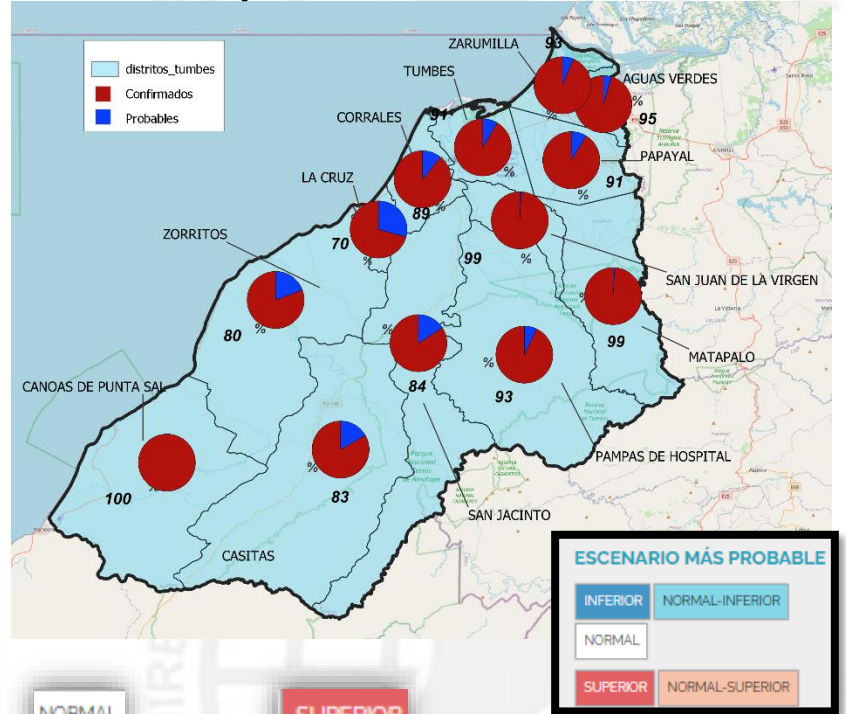 distritos_tumbes
Confirmados
Probables
ZARUMILLA
93
%
TUMBES
AGUAS VERDES
%
95
CORRALES
91
%
PAPAYAL
91
LA CRUZ
89
%
70
%
99
%
SAN JUAN DE LA VIRGEN
ZORRITOS
80
%
%
99
MATAPALO
%
84
%
93
CANOAS DE PUNTA SAL
%
100
%
83
PAMPAS DE HOSPITAL
SAN JACINTO
CASITAS
ESCENARIO MÁS PROBABLE
INFERIOR NORMAL-INFERIOR
NORMAL
SUPERIOR NORMAL-SUPERIOR
NORMAL
SUPERIOR